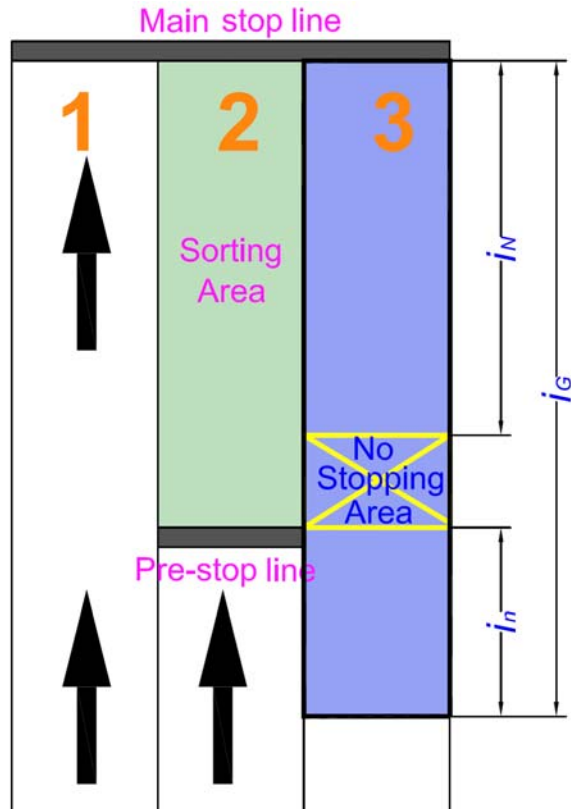 Main stop line
1
2
3
Sorting
Area
i_N
i_G
No
Stopping
Area
Pre-stop line
i_n